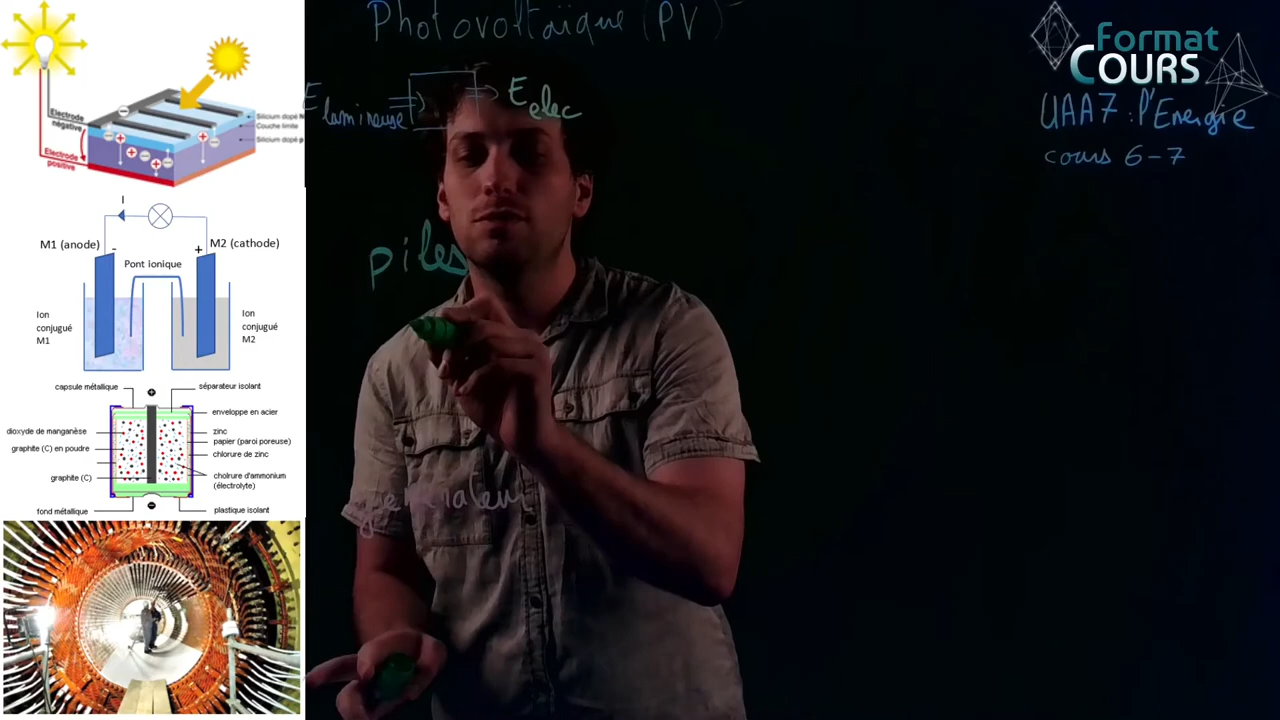 Photovoltaïque (PV)
E lumineuse ⇒ ⇒ E elec
piles
générateur
Format
COURS
UAA7 : l'Energie
cours 6-7
Electrode
négative
Electrode
positive
Silicium dopé N
Couche limite
Silicium dopé p
I
M1 (anode)
-
+
M2 (cathode)
Pont ionique
Ion
conjugué
M1
Ion
conjugué
M2
capsule métallique
séparateur isolant
enveloppe en acier
dioxyde de manganèse
zinc
papier (paroi poreuse)
graphite (C) en poudre
chlorure de zinc
graphite (C)
cholrure d'ammonium
(électrolyte)
fond métallique
plastique isolant